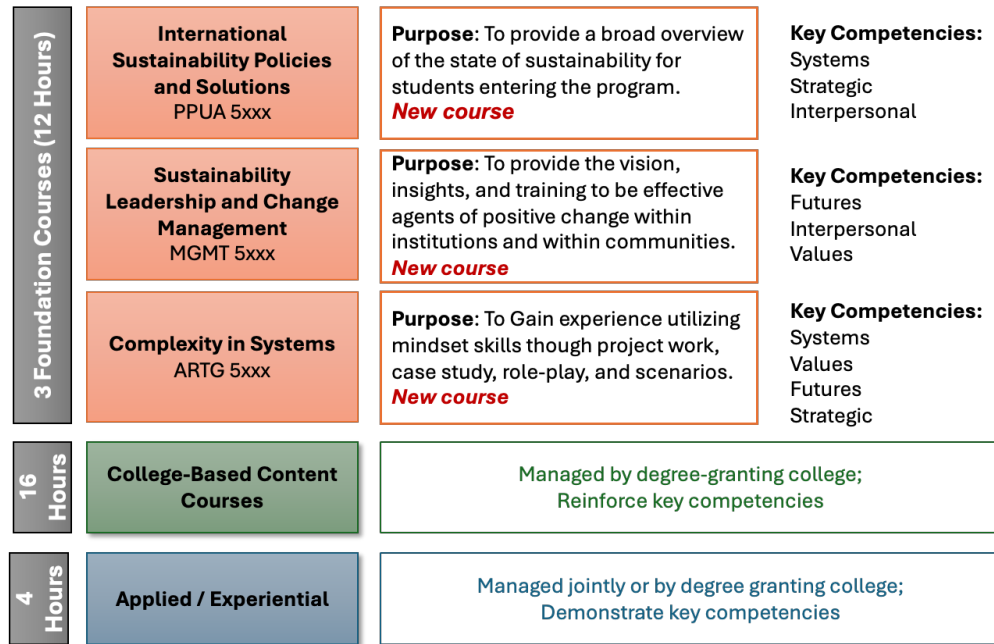 3 Foundation Courses (12 Hours)
International
Sustainability Policies
and Solutions
PPUA 5xxx
Purpose: To provide a broad overview
of the state of sustainability for
students entering the program.
New course
Key Competencies:
Systems
Strategic
Interpersonal
Sustainability
Leadership and Change
Management
MGMT 5xxx
Purpose: To provide the vision,
insights, and training to be effective
agents of positive change within
institutions and within communities.
New course
Key Competencies:
Futures
Interpersonal
Values
Complexity in Systems
ARTG 5xxx
Purpose: To Gain experience utilizing
mindset skills though project work,
case study, role-play, and scenarios.
New course
Key Competencies:
Systems
Values
Futures
Strategic
16
Hours
College-Based Content
Courses
Managed by degree-granting college;
Reinforce key competencies
4
Hours
Applied / Experiential
Managed jointly or by degree granting college;
Demonstrate key competencies